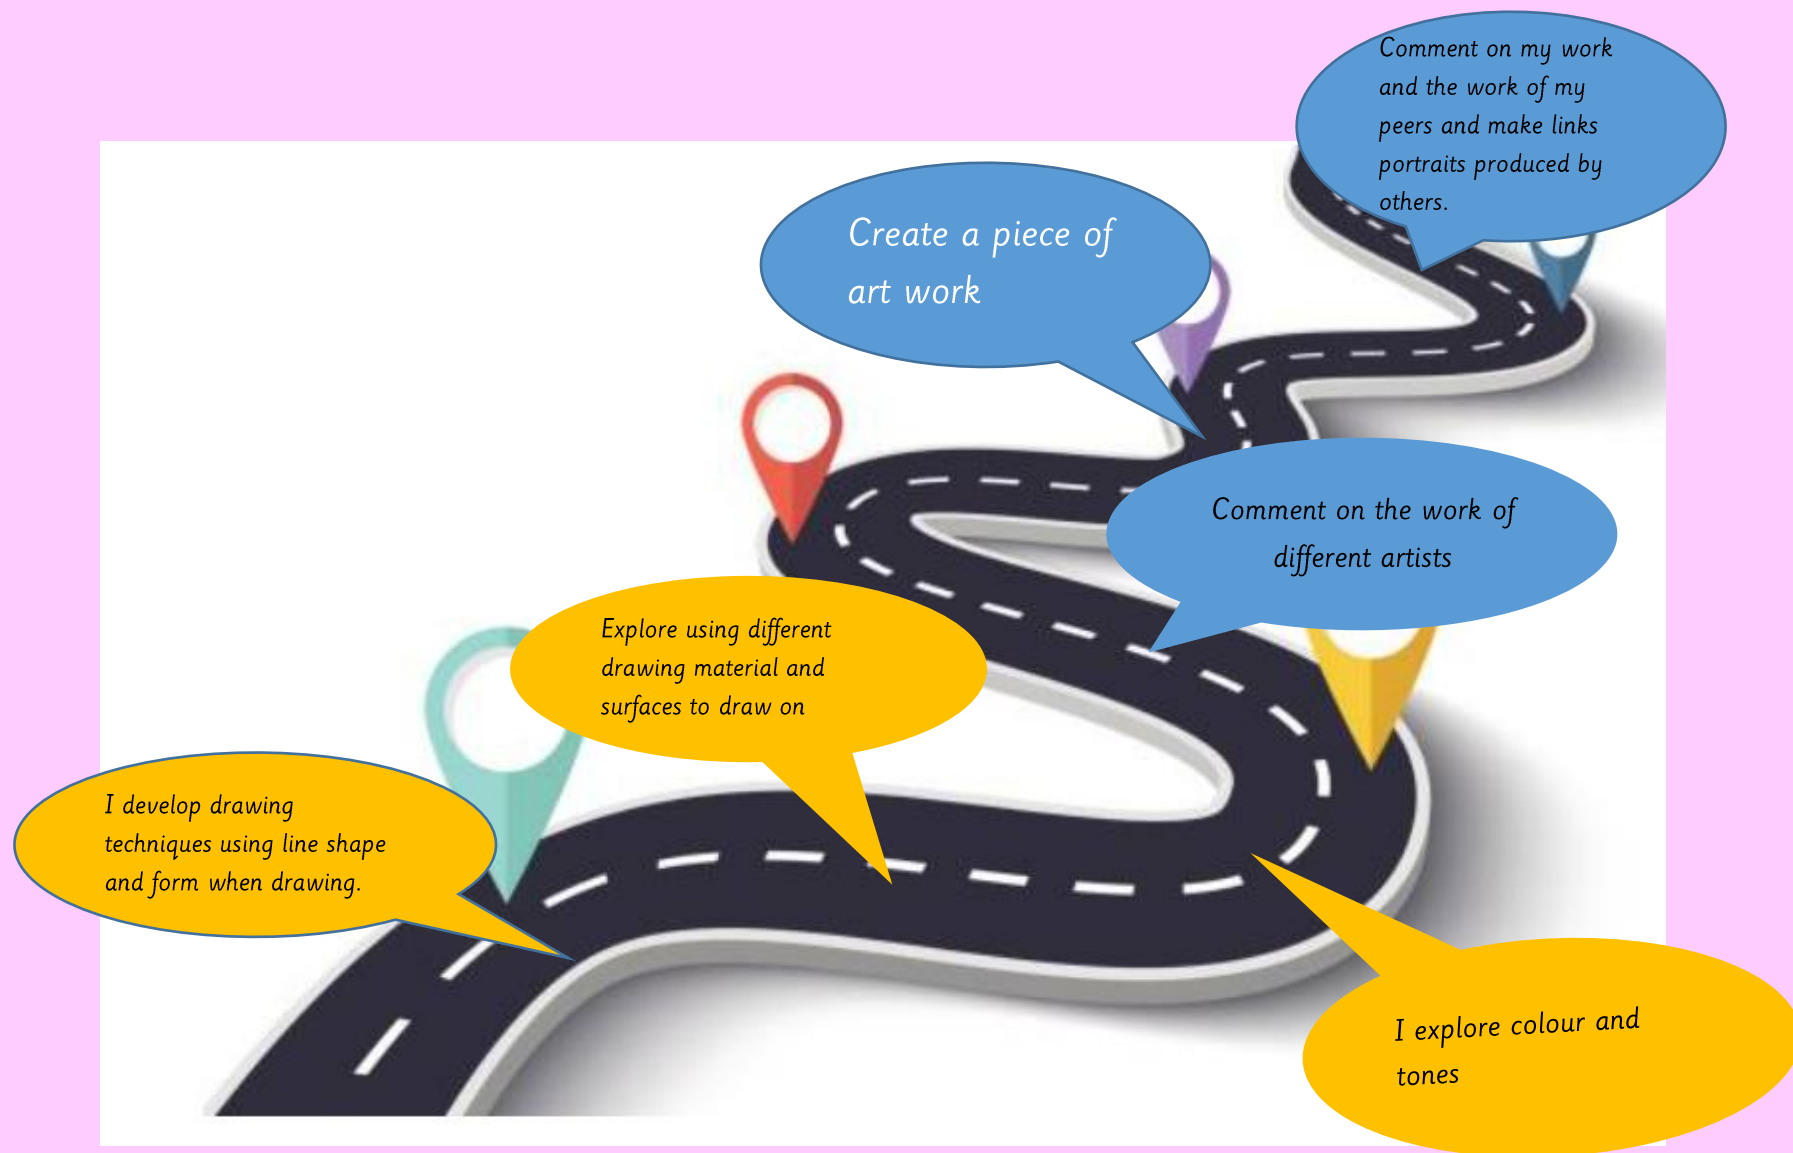 Comment on my work
and the work of my
peers and make links
portraits produced by
others.
Create a piece of
art work
Comment on the work of
different artists
Explore using different
drawing material and
surfaces to draw on
I develop drawing
techniques using line shape
and form when drawing.
I explore colour and
tones